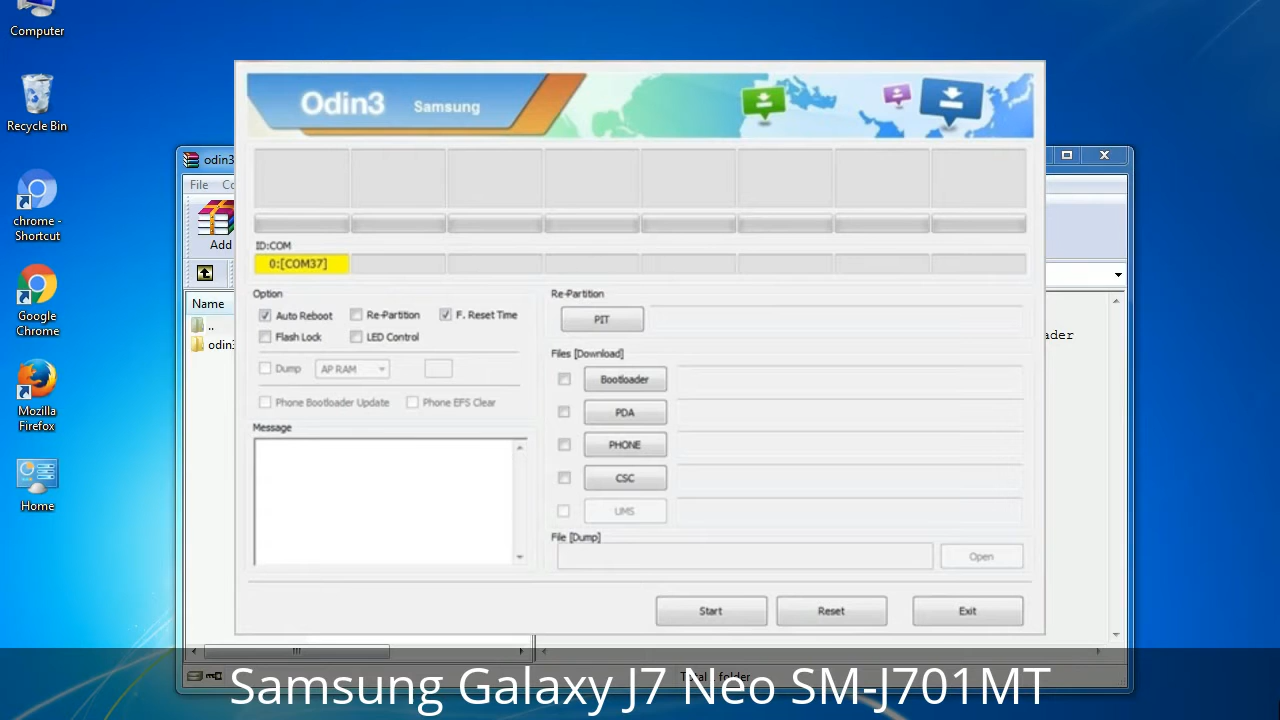 Computer
Recycle Bin
chrome -
Shortcut
Google
Chrome
Mozilla
Firefox
Home
odin3
File
Add
Name
..
odin3
Odin3 Samsung
ID:COM
0:[COM37]
Option
Auto Reboot Re-Partition F. Reset Time
Flash Lock LED Control
Dump AP RAM
Phone Bootloader Update Phone EFS Clear
Message
Re-Partition
PIT
Files [Download]
Bootloader
PDA
PHONE
CSC
UMS
File [Dump]
Open
Start Reset Exit
folder
Samsung Galaxy J7 Neo SM-J701MT